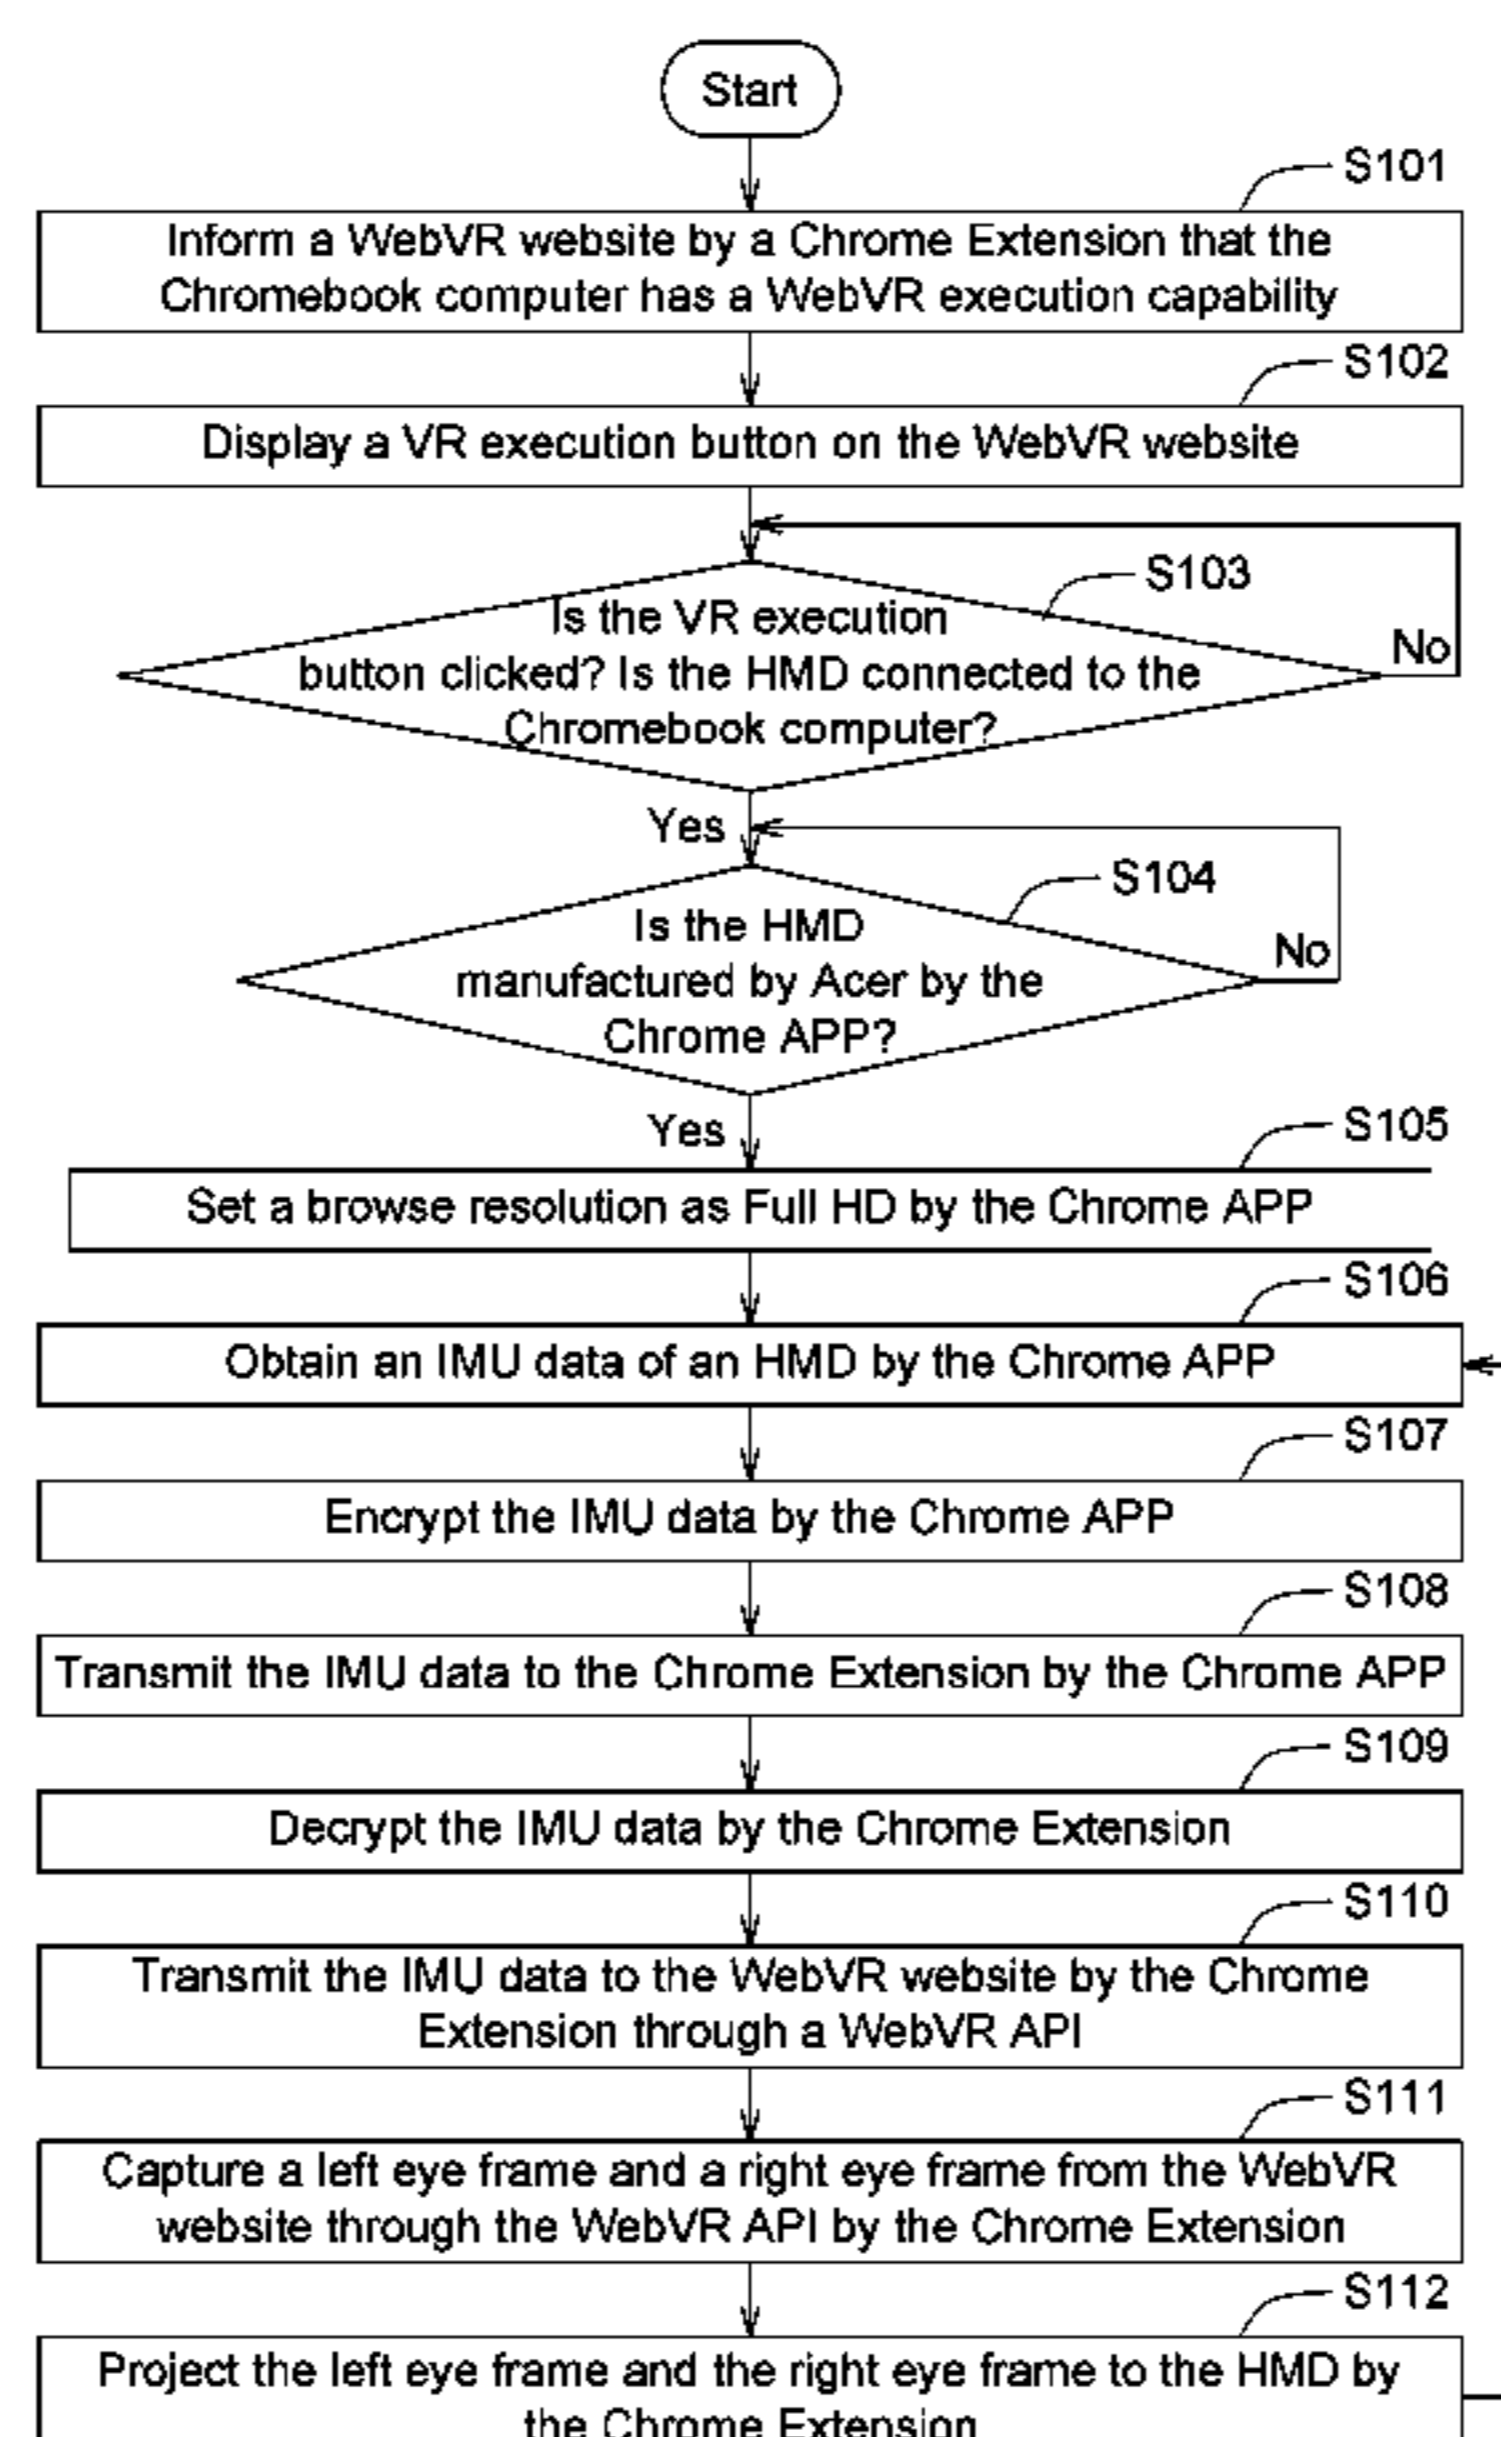 Start
S101
Inform a WebVR website by a Chrome Extension that the
Chromebook computer has a WebVR execution capability
S102
Display a VR execution button on the WebVR website
S103
Is the VR execution
button clicked? Is the HMD connected to the
Chromebook computer?
No
Yes
S104
Is the HMD
manufactured by Acer by the
Chrome APP?
No
Yes
S105
Set a browse resolution as Full HD by the Chrome APP
S106
Obtain an IMU data of an HMD by the Chrome APP
S107
Encrypt the IMU data by the Chrome APP
S108
Transmit the IMU data to the Chrome Extension by the Chrome APP
S109
Decrypt the IMU data by the Chrome Extension
S110
Transmit the IMU data to the WebVR website by the Chrome
Extension through a WebVR API
S111
Capture a left eye frame and a right eye frame from the WebVR
website through the WebVR API by the Chrome Extension
S112
Project the left eye frame and the right eye frame to the HMD by
the Chrome Extension